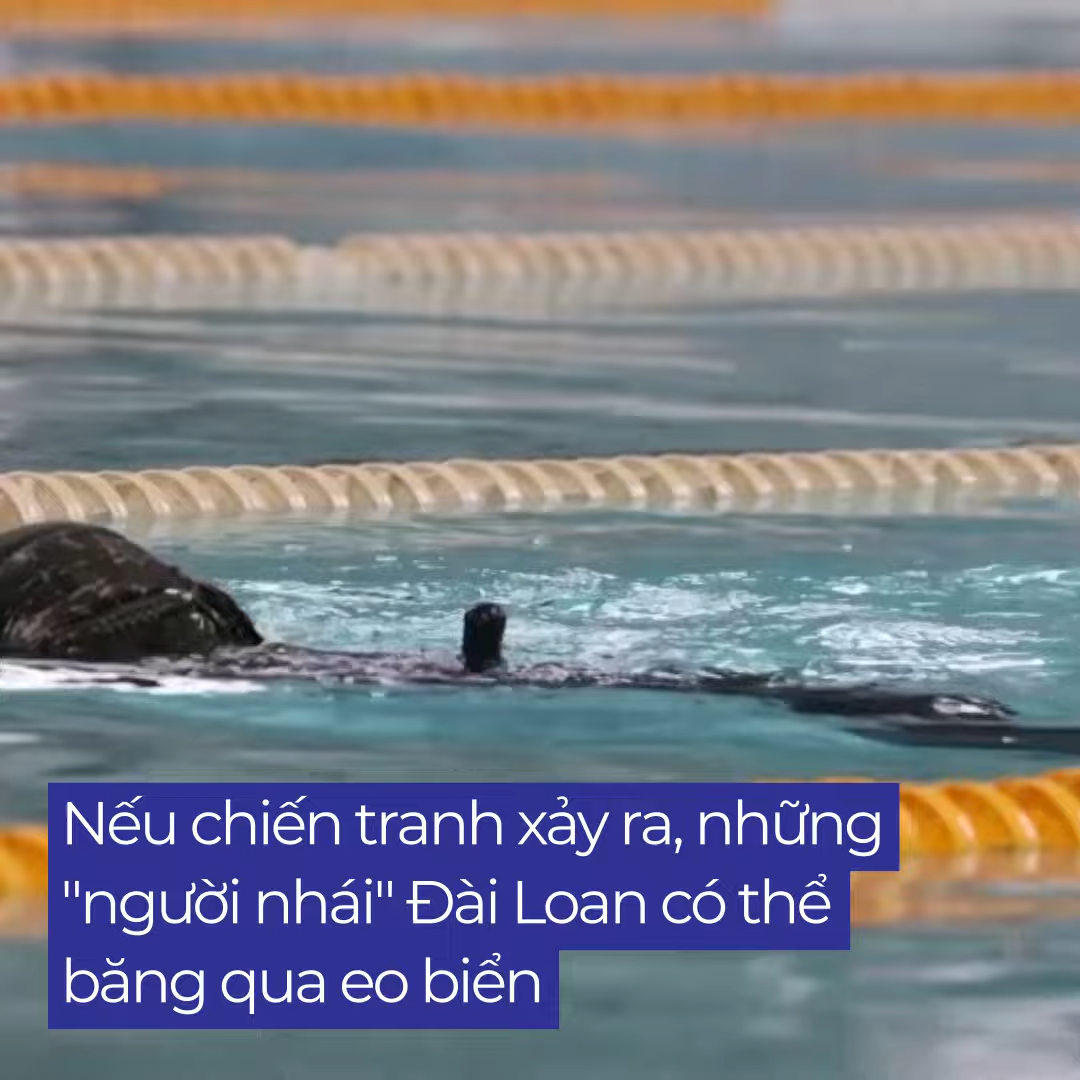 Nếu chiến tranh xảy ra, những
"người nhái" Đài Loan có thể
băng qua eo biển